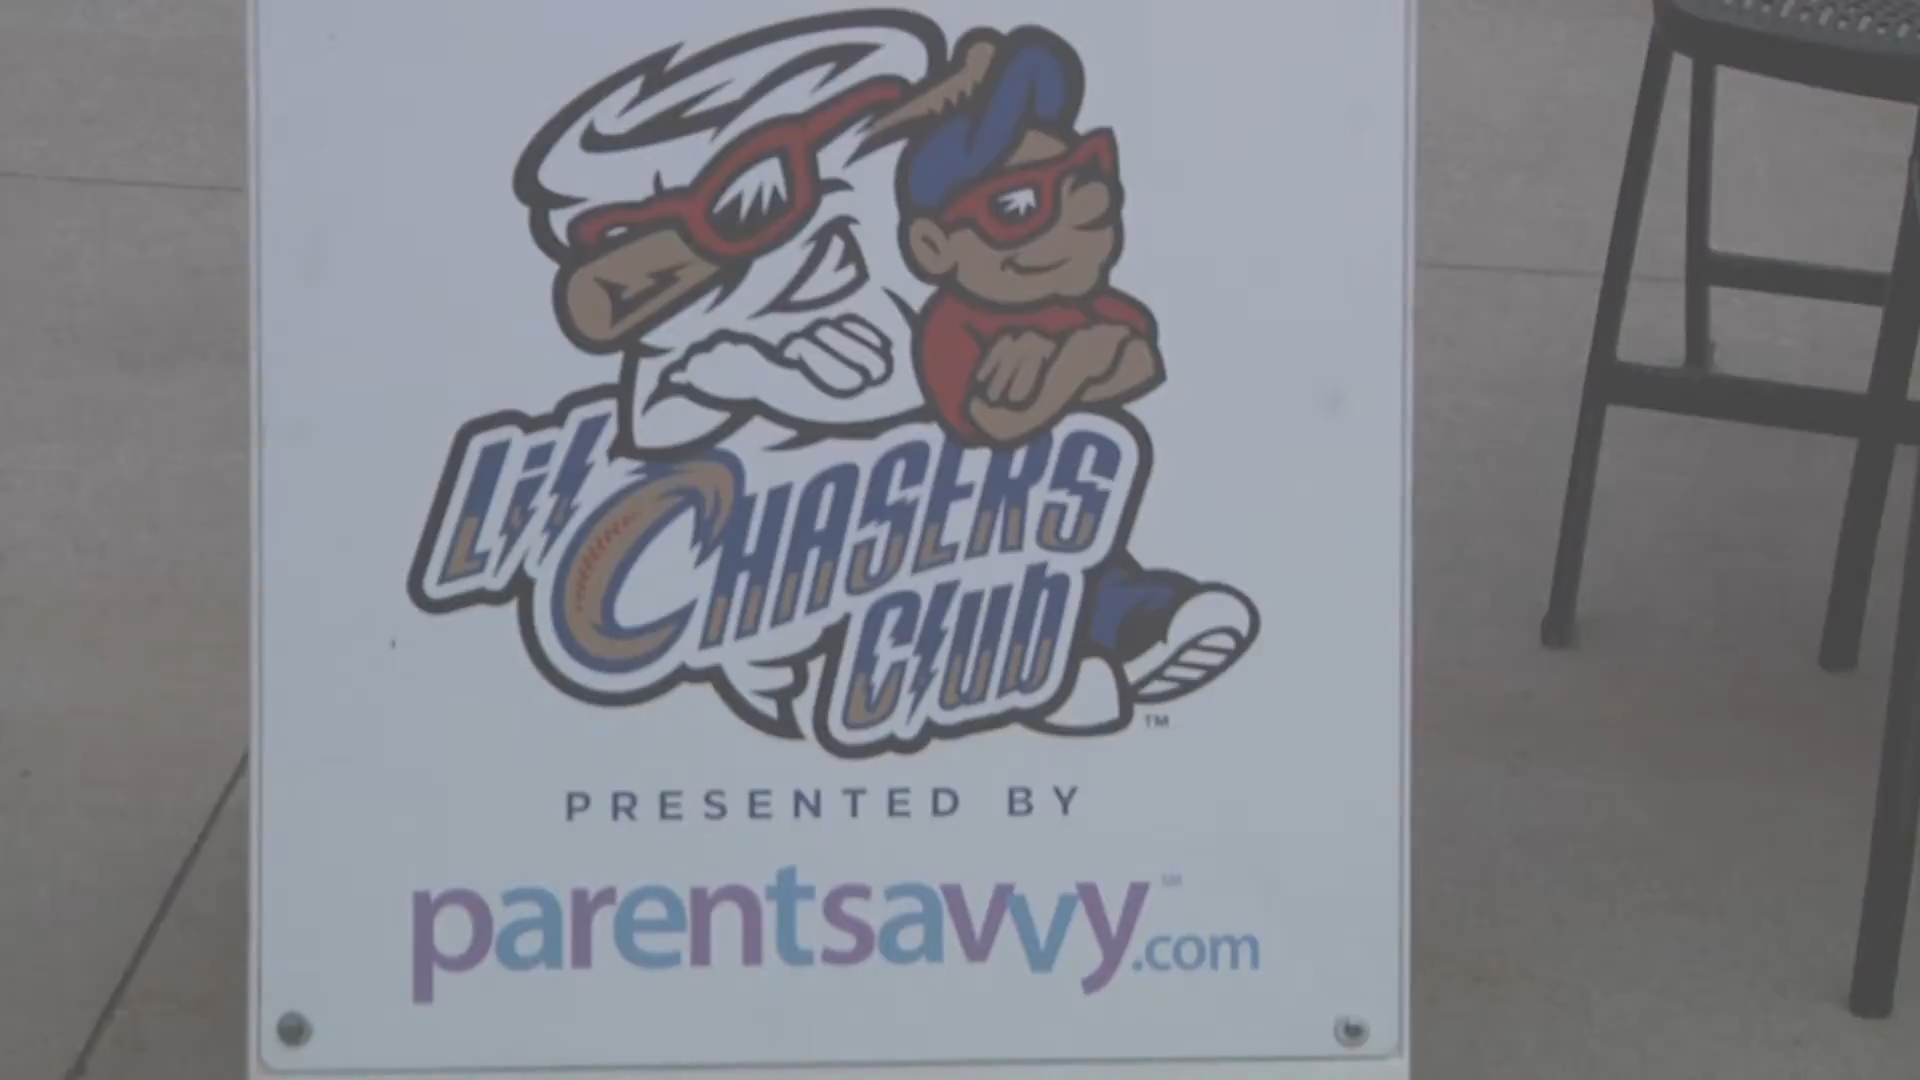 Lil'
CHASERS
Club
TM
PRESENTED BY
parentsavvy.com